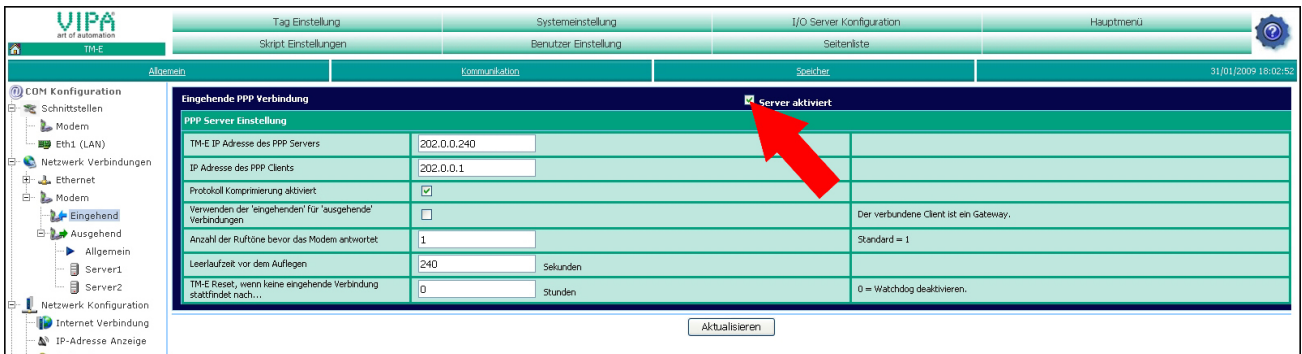 VIPA
art of automation
TM-E
Tag Einstellung
Systemeinstellung
I/O Server Konfiguration
Hauptmenü
Skript Einstellungen
Benutzer Einstellung
Seitenliste
Allgemein
Kommunikation
Speicher
31/01/2009 18:02:52
COM Konfiguration
Schnittstellen
Modem
Eth1 (LAN)
Netzwerk Verbindungen
Ethernet
Modem
Eingehend
Ausgehend
Allgemein
Server1
Server2
Netzwerk Konfiguration
Internet Verbindung
IP-Adresse Anzeige
Eingehende PPP Verbindung
Server aktiviert
PPP Server Einstellung
TM-E IP Adresse des PPP Servers
202.0.0.240
IP Adresse des PPP Clients
202.0.0.1
Protokoll Komprimierung aktiviert
Verwenden der 'eingehenden' für 'ausgehende'
Verbindungen
Der verbundene Client ist ein Gateway.
Anzahl der Ruftöne bevor das Modem antwortet
1
Standard = 1
Leerlaufzeit vor dem Auflegen
240
Sekunden
TM-E Reset, wenn keine eingehende Verbindung
stattfindet nach...
0
Stunden
0 = Watchdog deaktivieren.
Aktualisieren